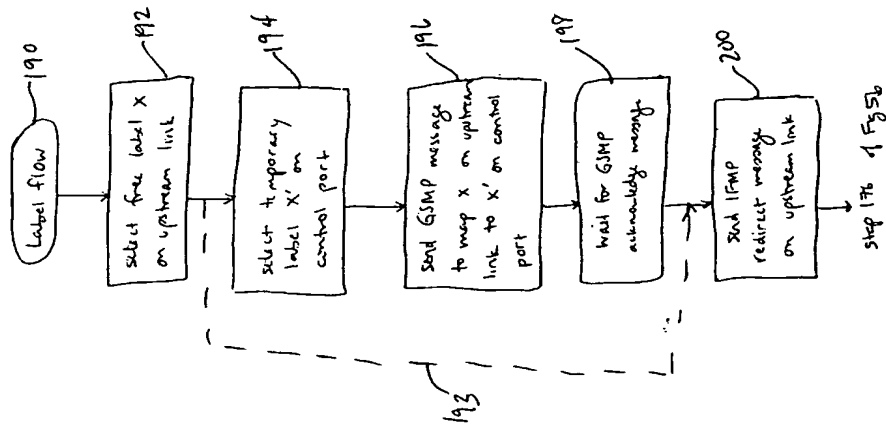 190
Label flow
192
select free label X
on upstream link
194
select temporary
label X' on
control port
196
Send GSMP message
to map X on upstream
link to X' on control
port
198
wait for GSMP
acknowledge message
193
200
Send IFMP
redirect message
on upstream link
step 176 of Fig 5b